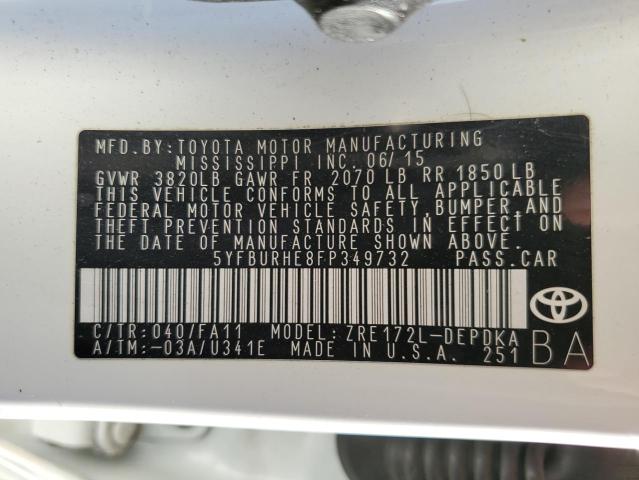 MFD.BY:TOYOTA MOTOR MANUFACTURING
MISSISSIPPI INC. 06/15
GVWR 3820LB GAWR FR 2070 LB RR 1850 LB
THIS VEHICLE CONFORMS TO ALL APPLICABLE
FEDERAL MOTOR VEHICLE SAFETY,BUMPER,AND
THEFT PREVENTION STANDARDS IN EFFECT ON
THE DATE OF MANUFACTURE SHOWN ABOVE.
5YFBURHE8FP349732 PASS.CAR
C/TR:040/FA11 MODEL:ZRE172L-DEPDKA
A/TM:-03A/U341E MADE IN U.S.A. 251
BA